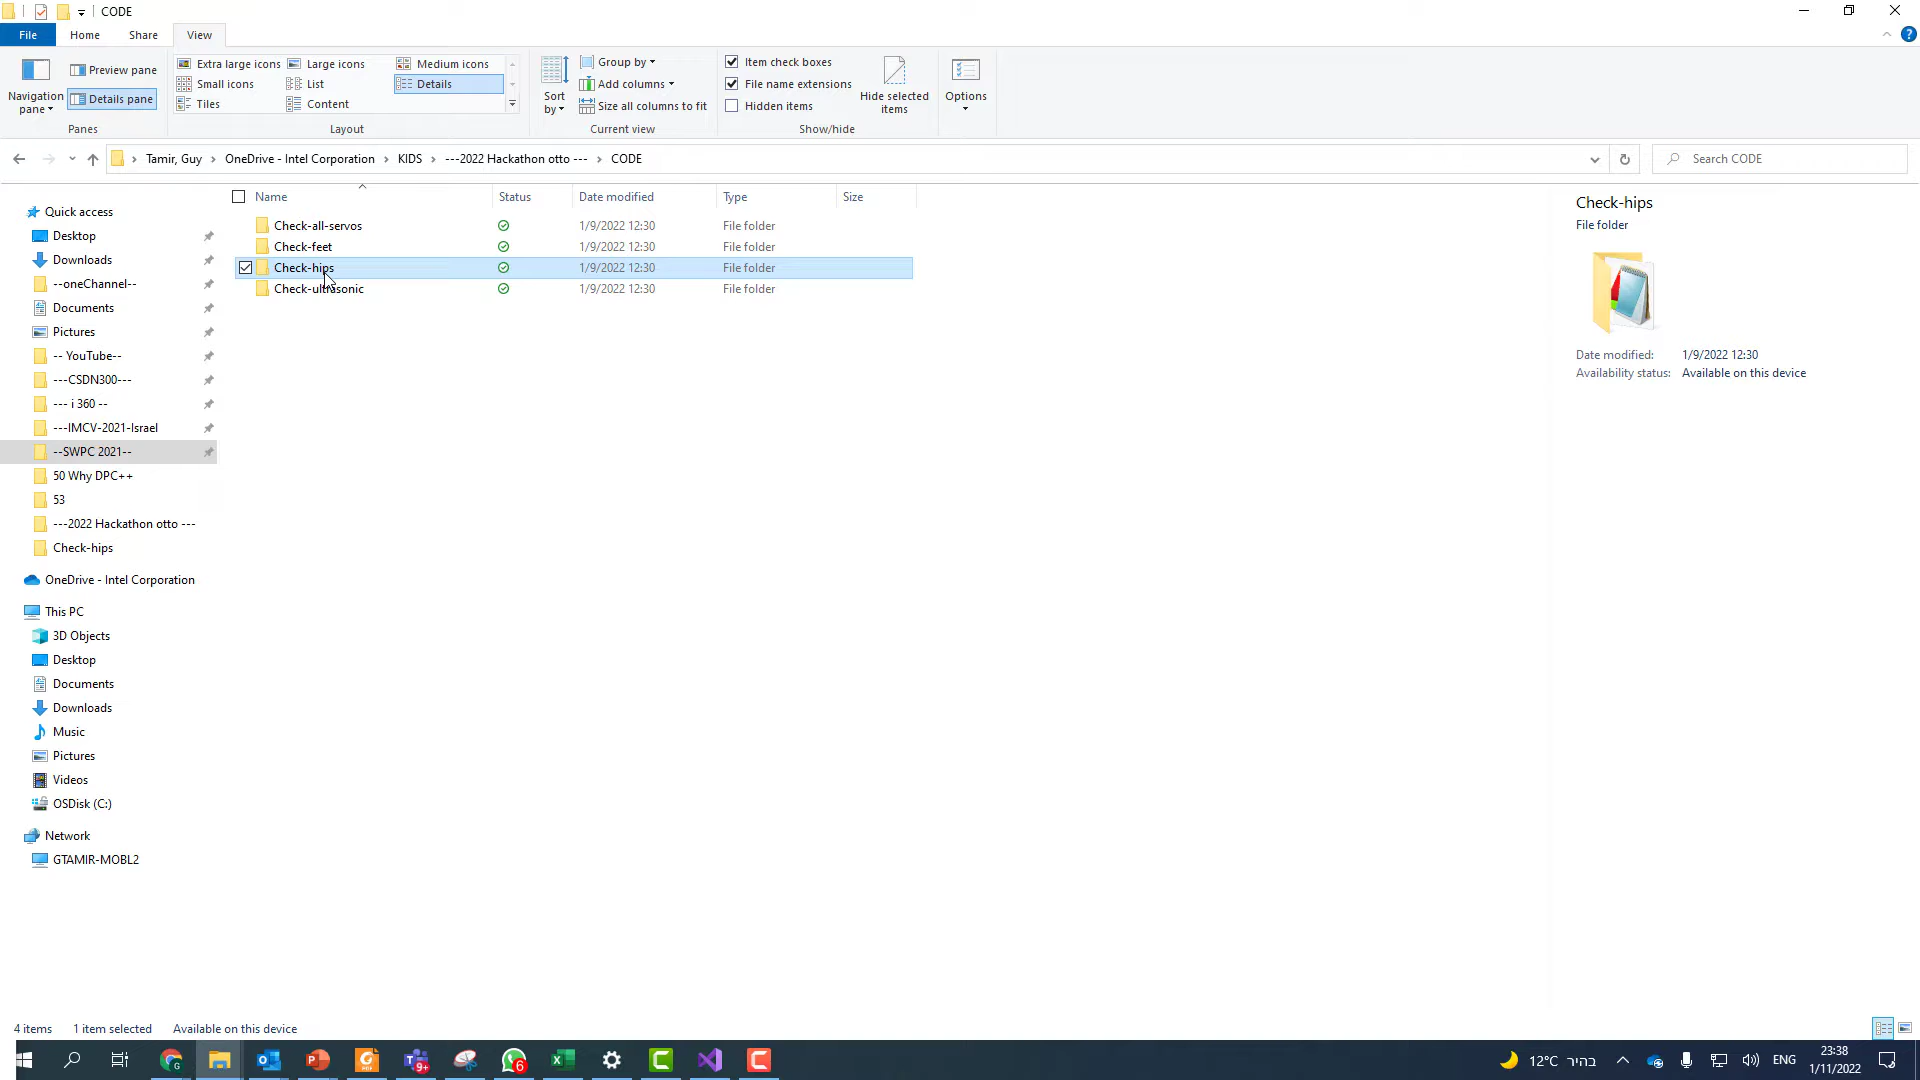 CODE
File
Home
Share
View
Navigation pane
Preview pane
Details pane
Panes
Extra large icons
Large icons
Medium icons
Small icons
List
Details
Tiles
Content
Layout
Sort by
Group by
Add columns
Size all columns to fit
Current view
Item check boxes
File name extensions
Hidden items
Hide selected items
Show/hide
Options
Tamir, Guy > OneDrive - Intel Corporation > KIDS > ---2022 Hackathon otto --- > CODE
Search CODE
Quick access
Desktop
Downloads
--oneChannel--
Documents
Pictures
-- YouTube--
---CSDN300---
--- i 360 --
---IMCV-2021-Israel
--SWPC 2021--
50 Why DPC++
53
---2022 Hackathon otto ---
Check-hips
OneDrive - Intel Corporation
This PC
3D Objects
Desktop
Documents
Downloads
Music
Pictures
Videos
OSDisk (C:)
Network
GTAMIR-MOBL2
Name Status Date modified Type Size
Check-all-servos 1/9/2022 12:30 File folder
Check-feet 1/9/2022 12:30 File folder
Check-hips 1/9/2022 12:30 File folder
Check-ultrasonic 1/9/2022 12:30 File folder
Check-hips
File folder
Date modified: 1/9/2022 12:30
Availability status: Available on this device
4 items 1 item selected Available on this device
9+
6
12°C בהיר
ENG
23:38
1/11/2022